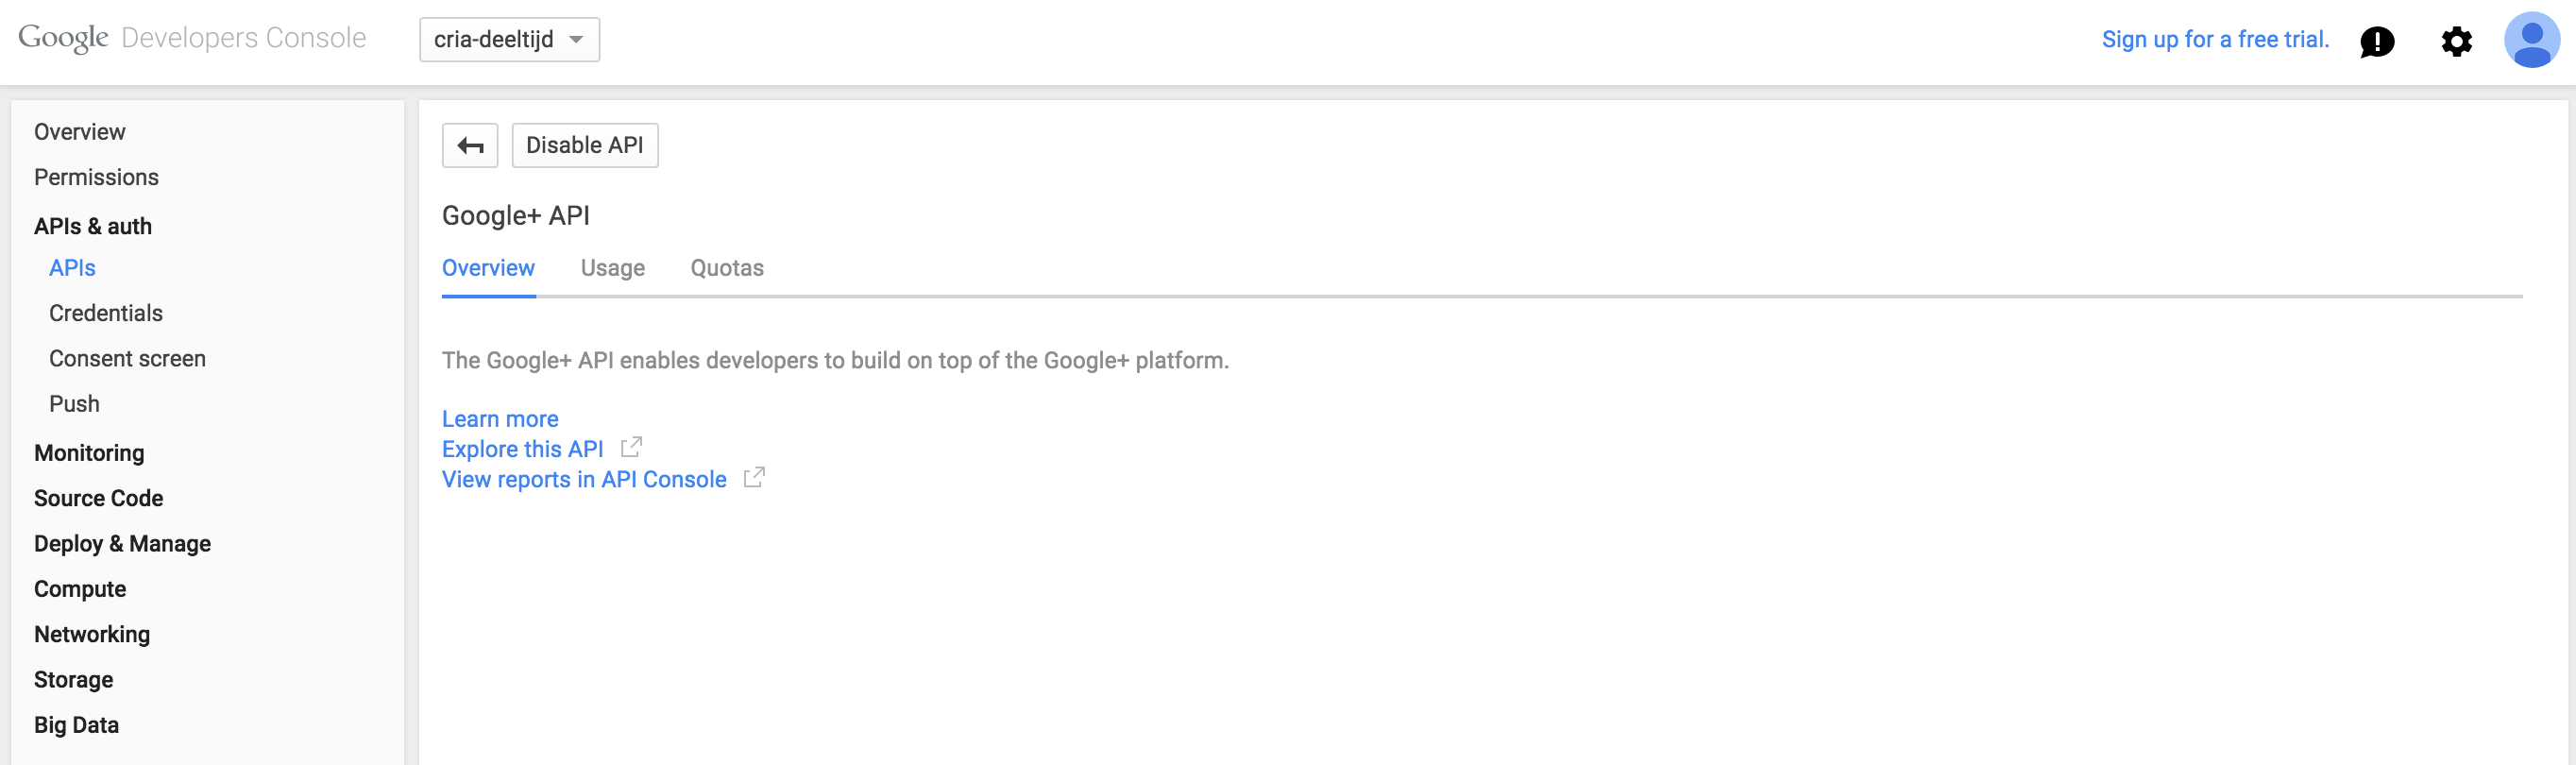 Google Developers Console
cria-deeltijd
Sign up for a free trial.
Overview
Permissions
APIs & auth
APIs
Credentials
Consent screen
Push
Monitoring
Source Code
Deploy & Manage
Compute
Networking
Storage
Big Data
Disable API
Google+ API
Overview Usage Quotas
The Google+ API enables developers to build on top of the Google+ platform.
Learn more
Explore this API
View reports in API Console